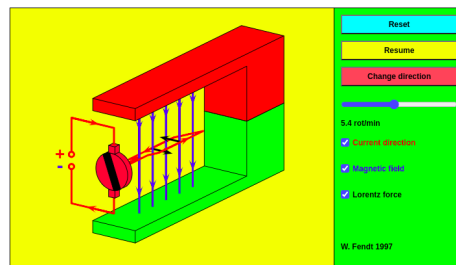 Reset
Resume
Change direction
5.4 rot/min
Current direction
Magnetic field
Lorentz force
+
-
W. Fendt 1997